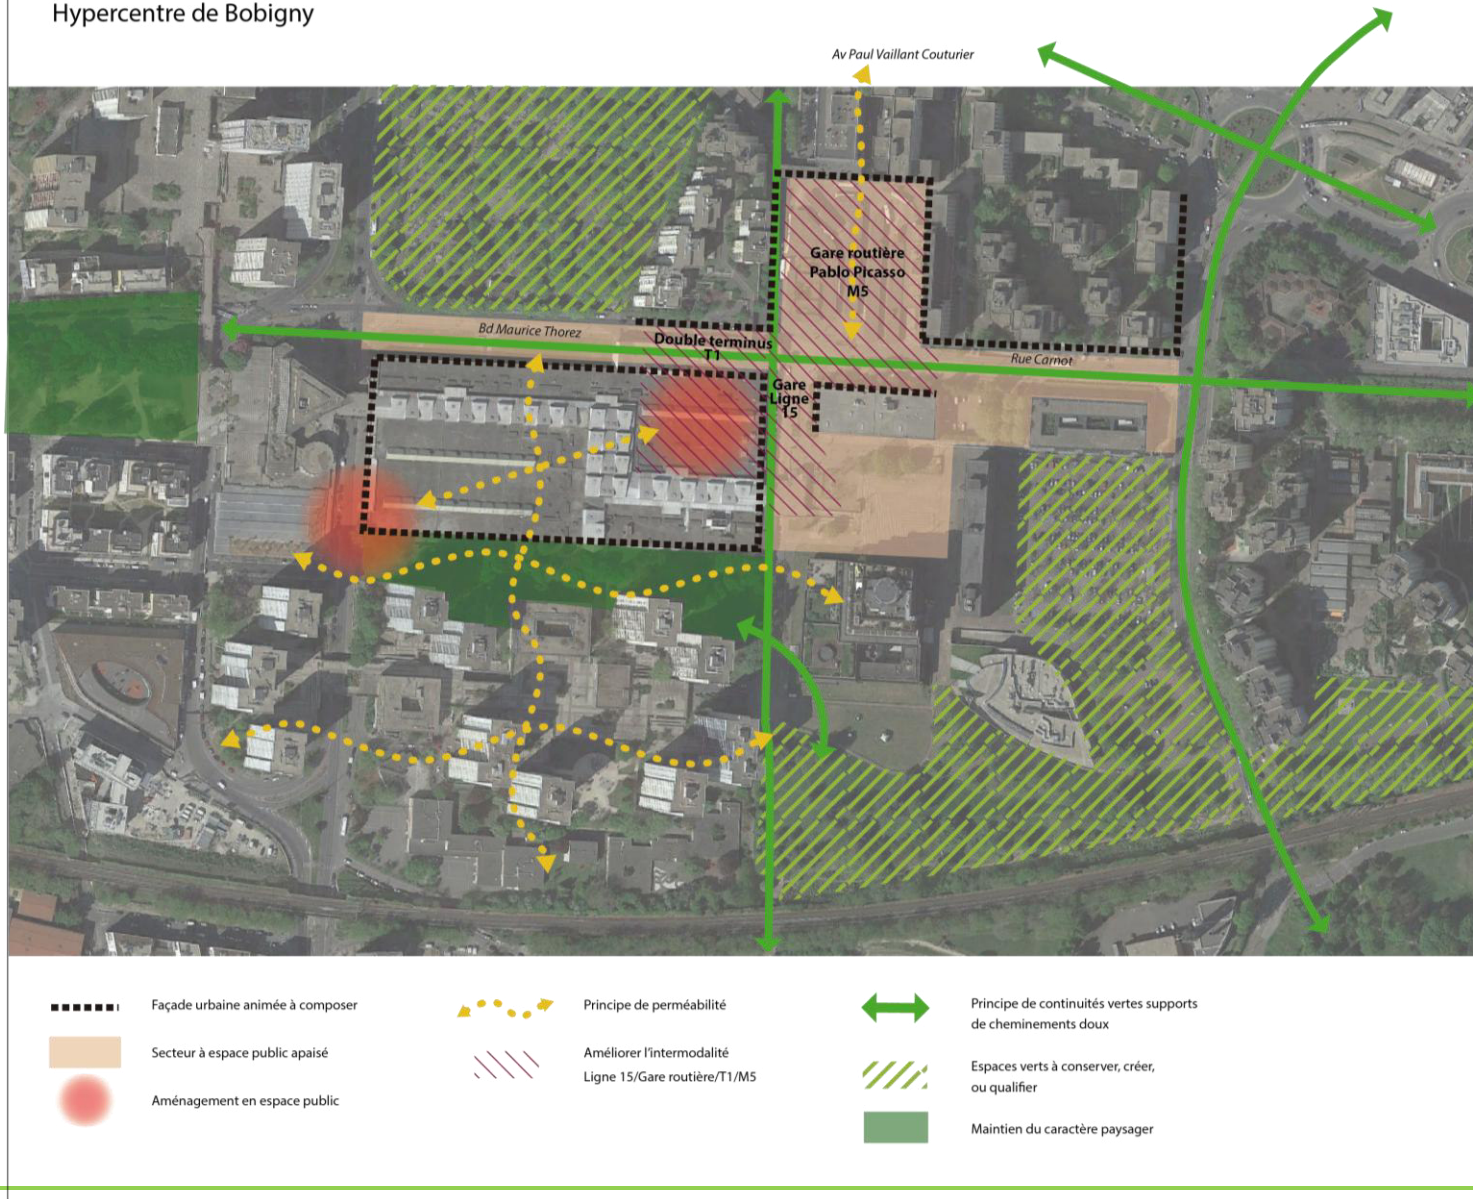 Hypercentre de Bobigny
Av Paul Vaillant Couturier
Gare routière
Pablo Picasso
M5
Bd Maurice Thorez
Double terminus
T1
Rue Carnot
Gare
Ligne
15
Façade urbaine animée à composer
Secteur à espace public apaisé
Aménagement en espace public
Principe de perméabilité
Améliorer l'intermodalité
Ligne 15/Gare routière/T1/M5
Principe de continuités vertes supports
de cheminements doux
Espaces verts à conserver, créer,
ou qualifier
Maintien du caractère paysager